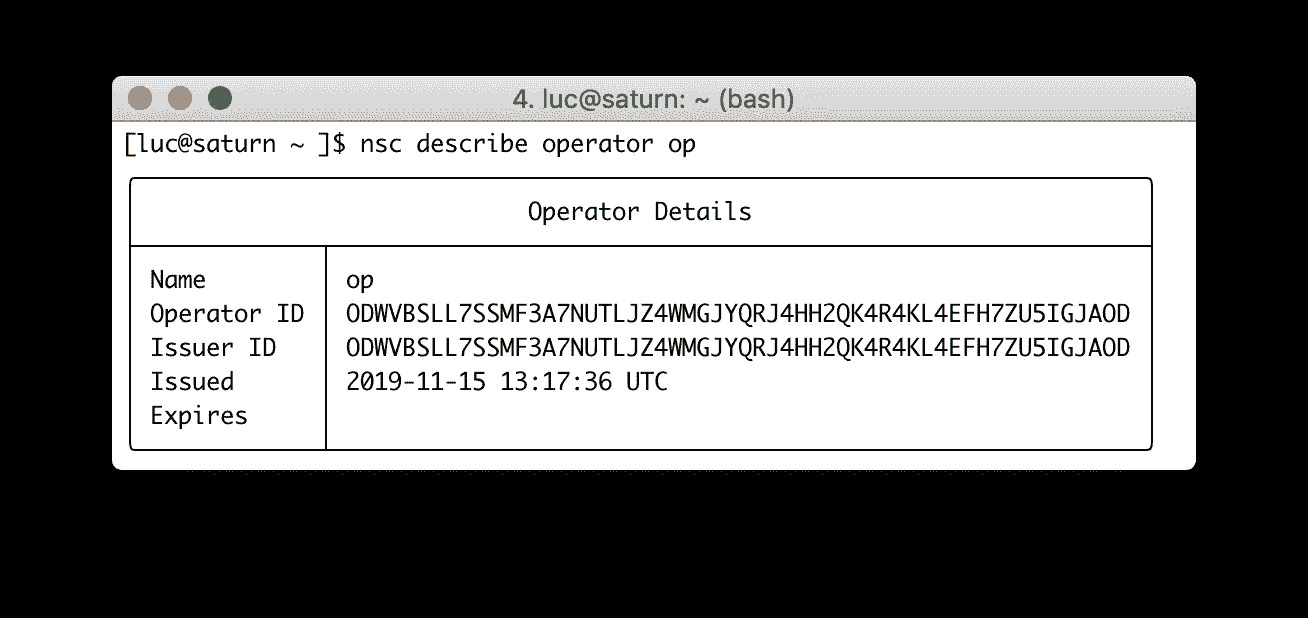 4. luc@saturn: ~ (bash)
[luc@saturn ~ ]$ nsc describe operator op
Operator Details
Name op
Operator ID ODWVBSLL7SSMF3A7NUTLJZ4WMGJYQRJ4HH2QK4R4KL4EFH7ZU5IGJAOD
Issuer ID ODWVBSLL7SSMF3A7NUTLJZ4WMGJYQRJ4HH2QK4R4KL4EFH7ZU5IGJAOD
Issued 2019-11-15 13:17:36 UTC
Expires